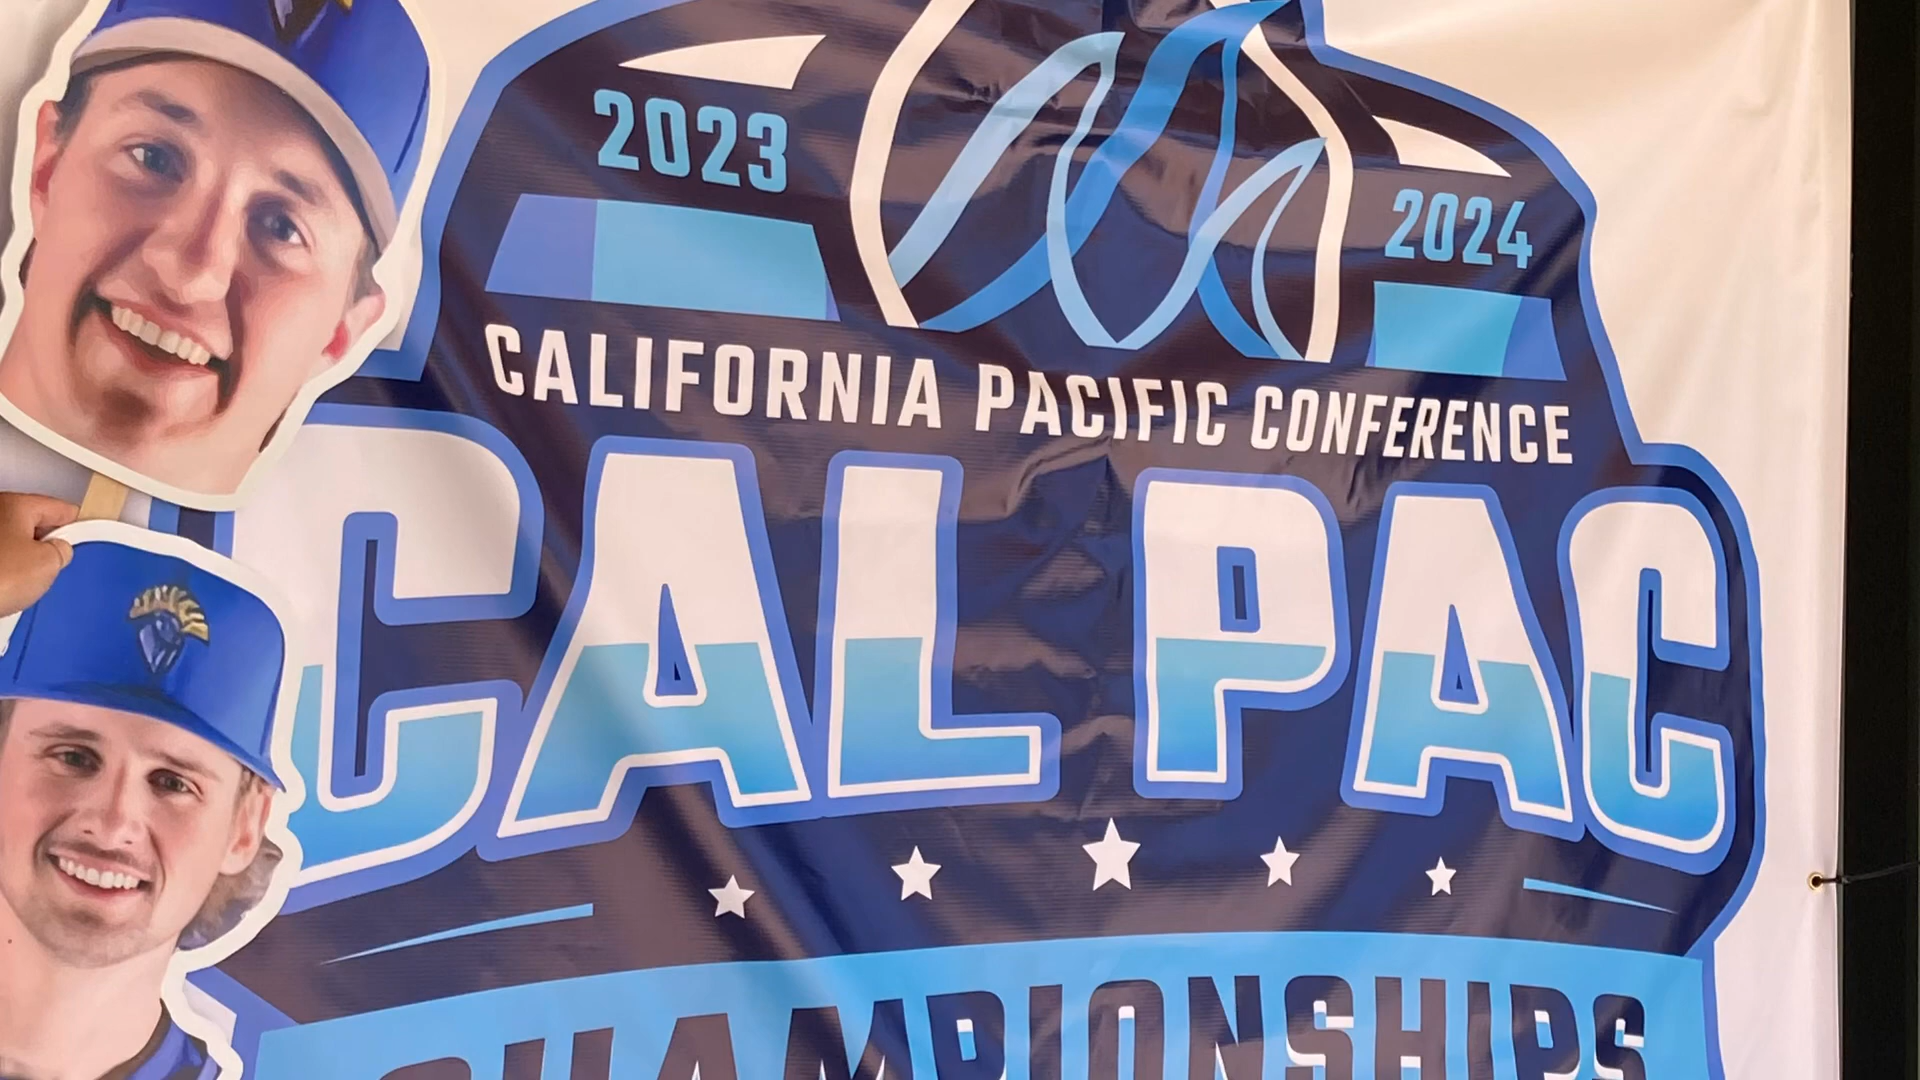 2023
2024
CALIFORNIA PACIFIC CONFERENCE
CAL PAC
CHAMPIONSHIPS